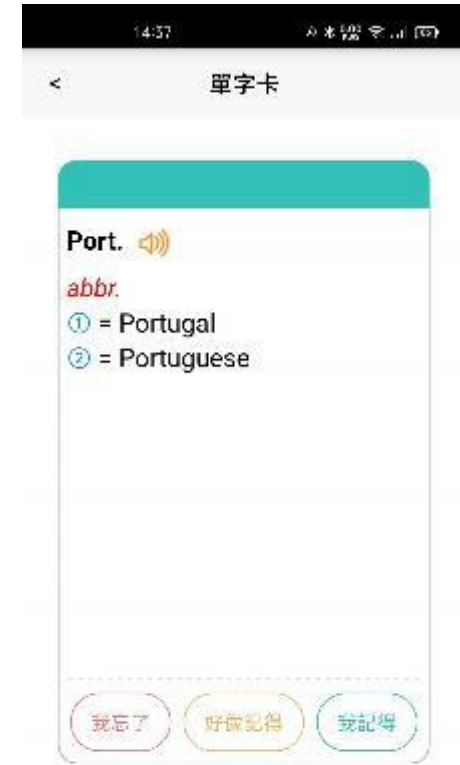 14:37
<
單字卡
Port.
abbr.
① = Portugal
② = Portuguese
我忘了
好像記得
我記得